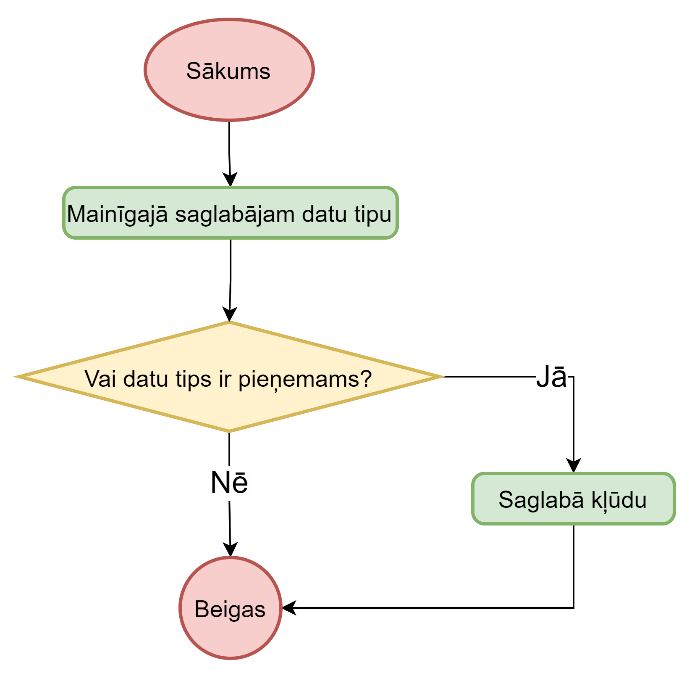 Sākums
Mainīgajā saglabājam datu tipu
Vai datu tips ir pieņemams?
Jā
Nē
Saglabā kļūdu
Beigas